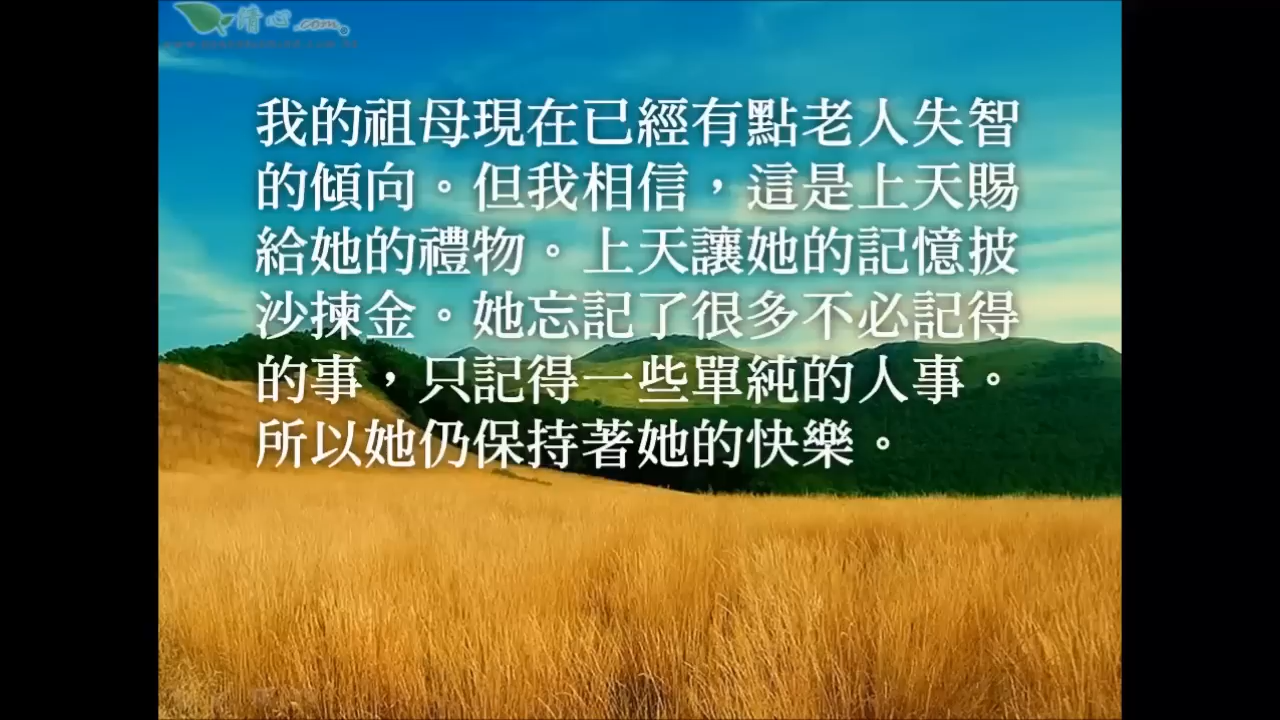 清心.com
我的祖母現在已經有點老人失智
的傾向。但我相信，這是上天賜
給她的禮物。上天讓她的記憶披
沙揀金。她忘記了很多不必記得
的事，只記得一些單純的人事。
所以她仍保持著她的快樂。